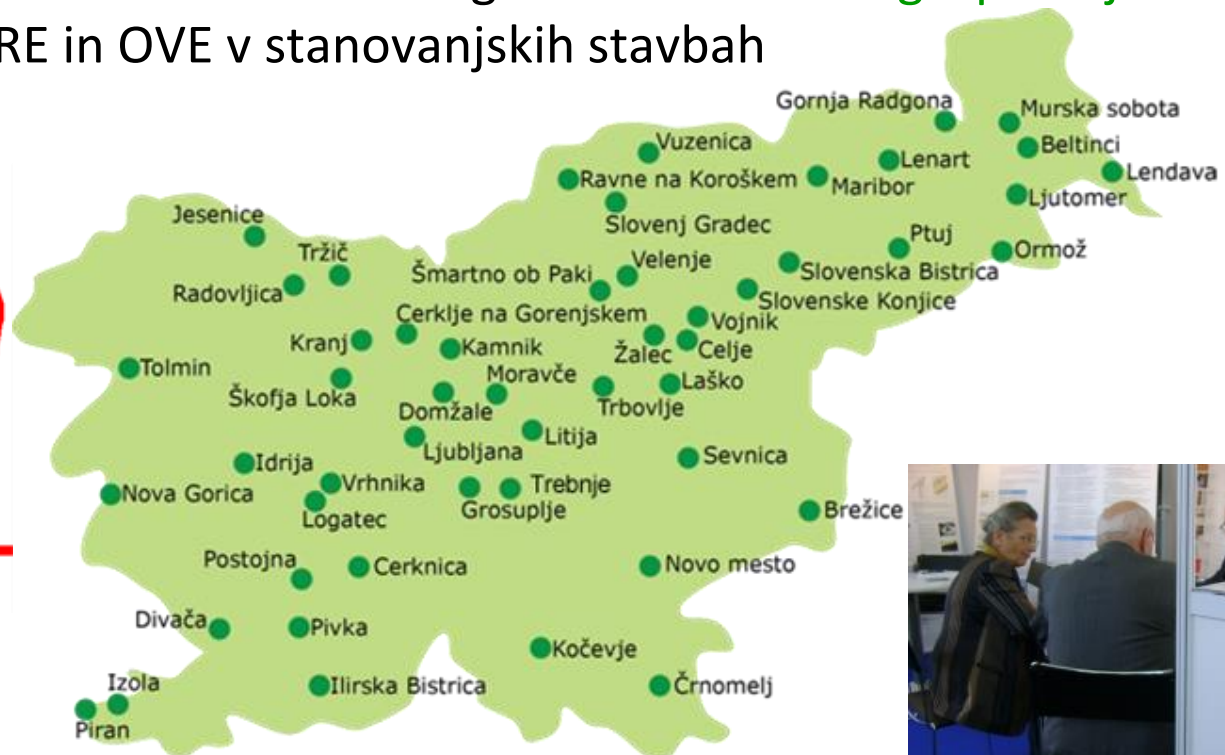 RE in OVE v stanovanjskih stavbah
Gornja Radgona
Murska sobota
Vuzenica
Beltinci
Lenart
Lendava
Ravne na Koroškem
Maribor
Ljutomer
Jesenice
Slovenj Gradec
Ptuj
Tržič
Ormož
Velenje
Šmartno ob Paki
Slovenska Bistrica
Radovljica
Slovenske Konjice
Cerklje na Gorenjskem
Vojnik
Kranj
Kamnik
Žalec
Celje
Tolmin
Moravče
Laško
Škofja Loka
Domžale
Trbovlje
Litija
Ljubljana
Sevnica
Idrija
Vrhnika
Trebnje
Nova Gorica
Grosuplje
Brežice
Logatec
Postojna
Cerknica
Novo mesto
Divača
Pivka
Kočevje
Izola
Ilirska Bistrica
Črnomelj
Piran